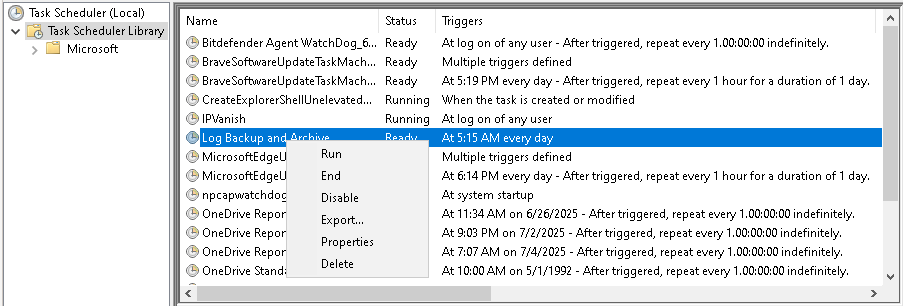 Task Scheduler (Local)
Task Scheduler Library
Microsoft
Name Status Triggers
Bitdefender Agent WatchDog_6... Ready At log on of any user - After triggered, repeat every 1.00:00:00 indefinitely.
BraveSoftwareUpdateTaskMach... Ready Multiple triggers defined
BraveSoftwareUpdateTaskMach... Ready At 5:19 PM every day - After triggered, repeat every 1 hour for a duration of 1 day.
CreateExplorerShellUnelevated... Running When the task is created or modified
IPVanish Running At log on of any user
Log Backup and Archive Ready At 5:15 AM every day
MicrosoftEdgeU Multiple triggers defined
MicrosoftEdgeU At 6:14 PM every day - After triggered, repeat every 1 hour for a duration of 1 day.
npcapwatchdog At system startup
OneDrive Repor At 11:34 AM on 6/26/2025 - After triggered, repeat every 1.00:00:00 indefinitely.
OneDrive Repor At 9:03 PM on 7/2/2025 - After triggered, repeat every 1.00:00:00 indefinitely.
OneDrive Repor At 7:07 AM on 7/4/2025 - After triggered, repeat every 1.00:00:00 indefinitely.
OneDrive Standa At 10:00 AM on 5/1/1992 - After triggered, repeat every 1.00:00:00 indefinitely.
Run
End
Disable
Export...
Properties
Delete